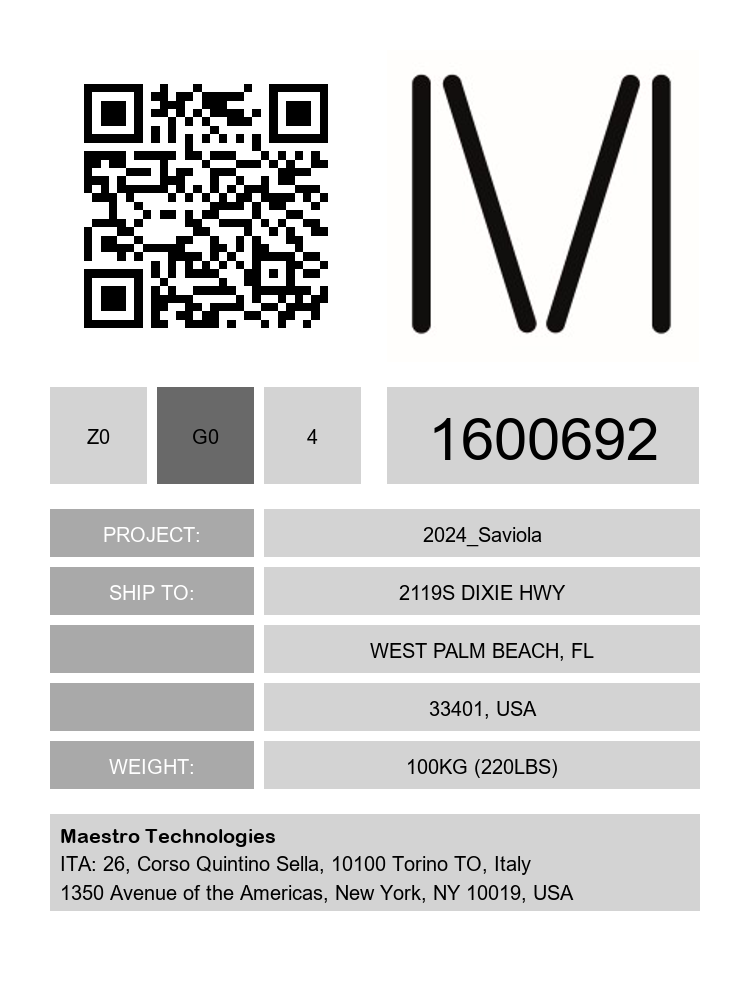 M
Z0 G0 4 1600692
PROJECT: 2024_Saviola
SHIP TO: 2119S DIXIE HWY
WEST PALM BEACH, FL
33401, USA
WEIGHT: 100KG (220LBS)
Maestro Technologies
ITA: 26, Corso Quintino Sella, 10100 Torino TO, Italy
1350 Avenue of the Americas, New York, NY 10019, USA